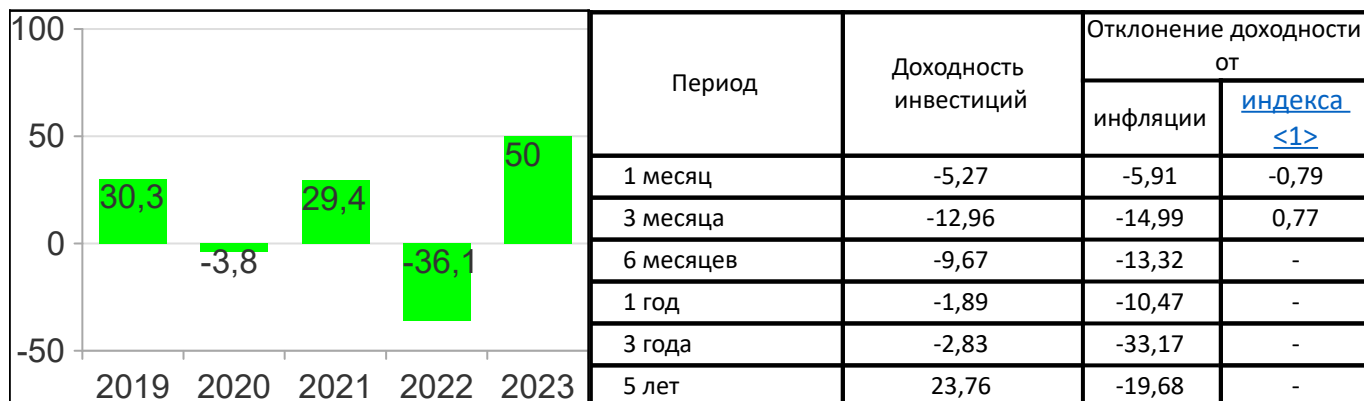 100
50
0
-50
30,3
-3,8
29,4
-36,1
50
2019 2020 2021 2022 2023
Период
Доходность
инвестиций
Отклонение доходности
от
инфляции
индекса
<1>
1 месяц -5,27 -5,91 -0,79
3 месяца -12,96 -14,99 0,77
6 месяцев -9,67 -13,32 -
1 год -1,89 -10,47 -
3 года -2,83 -33,17 -
5 лет 23,76 -19,68 -